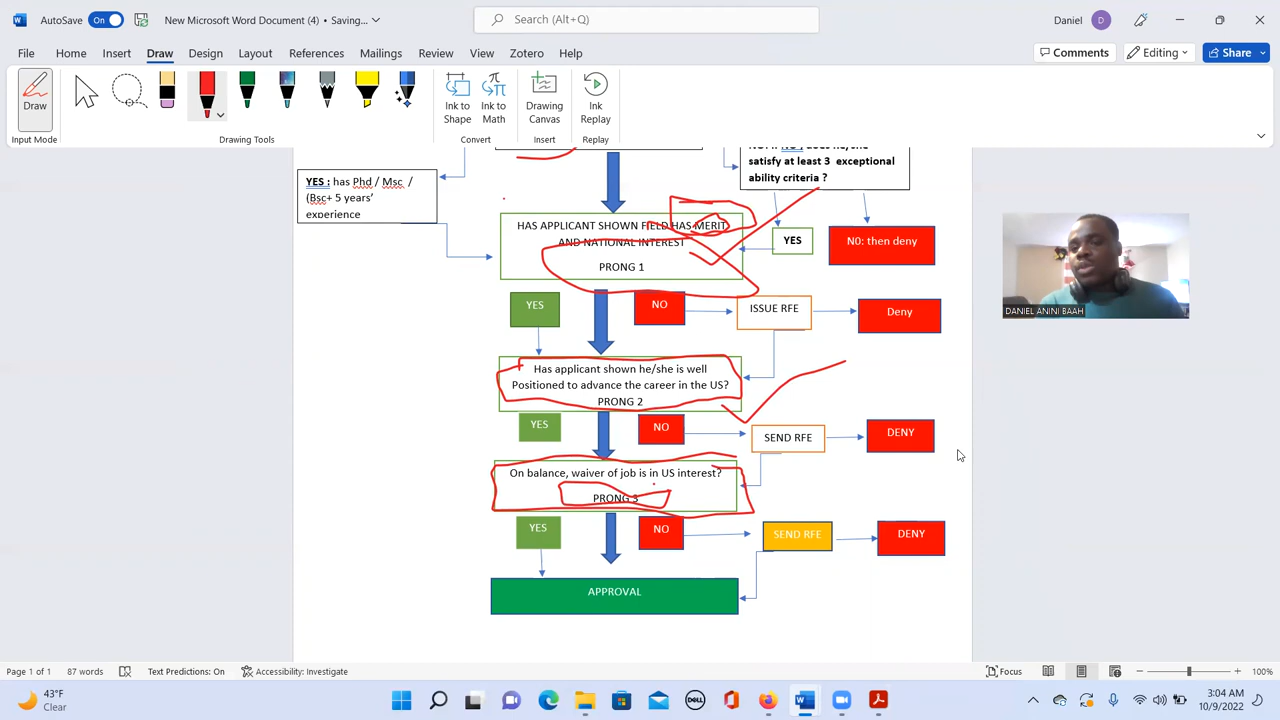 AutoSave On New Microsoft Word Document (4) • Saving... Search (Alt+Q) Daniel D
File Home Insert Draw Design Layout References Mailings Review View Zotero Help Comments Editing Share
Draw
Ink to
Shape
Ink to
Math
Drawing
Canvas
Ink
Replay
Input Mode Drawing Tools Convert Insert Replay
satisfy at least 3 exceptional
ability criteria ?
YES : has Phd / Msc /
(Bsc+ 5 years'
experience
HAS APPLICANT SHOWN FIELD HAS MERIT
AND NATIONAL INTEREST
PRONG 1
YES
N0: then deny
DANIEL ANINI BAAH
YES
NO
ISSUE RFE
Deny
Has applicant shown he/she is well
Positioned to advance the career in the US?
PRONG 2
YES
NO
SEND RFE
DENY
On balance, waiver of job is in US interest?
PRONG 3
YES
NO
SEND RFE
DENY
APPROVAL
Page 1 of 1 87 words Text Predictions: On Accessibility: Investigate Focus 100%
43°F
Clear
DELL
3:04 AM
10/9/2022